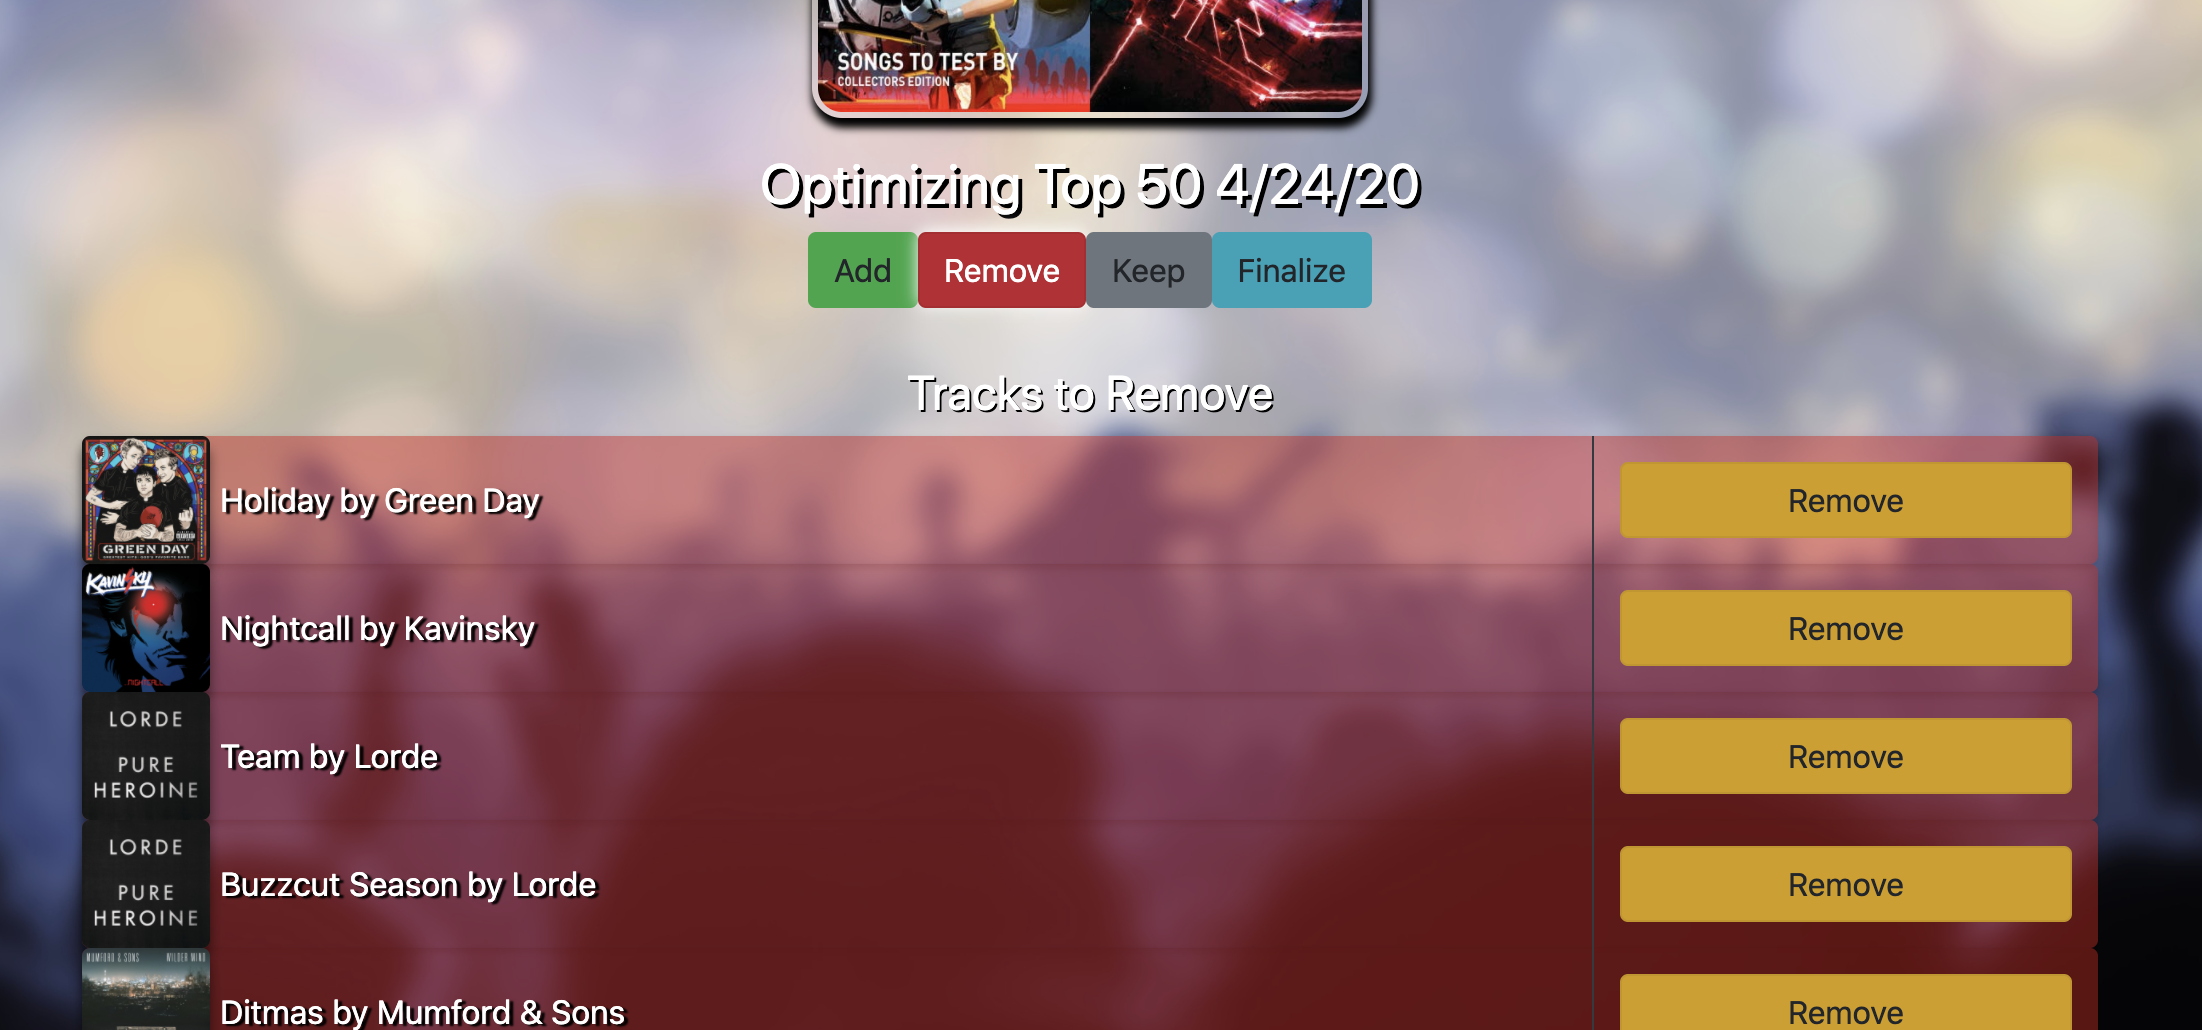 SONGS TO TEST BY
COLLECTORS EDITION
Optimizing Top 50 4/24/20
Add Remove Keep Finalize
Tracks to Remove
GREEN DAY
Holiday by Green Day
Remove
KAVINSKY
Nightcall by Kavinsky
Remove
NIGHTCALL
LORDE
PURE
HEROINE
Team by Lorde
Remove
LORDE
PURE
HEROINE
Buzzcut Season by Lorde
Remove
MUMFORD & SONS WILDER MIND
Ditmas by Mumford & Sons
Remove